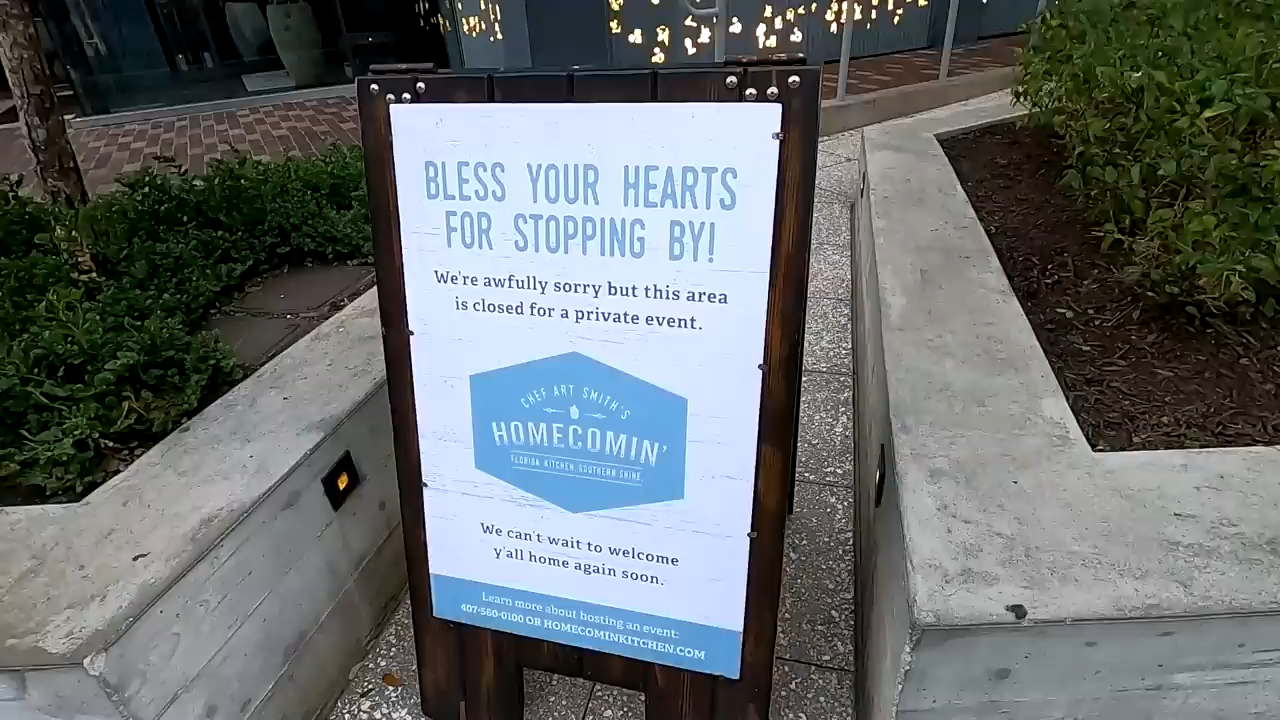 BLESS YOUR HEARTS
FOR STOPPING BY!
We're awfully sorry but this area
is closed for a private event.
CHEF ART SMITH'S
HOMECOMIN'
FLORIDA KITCHEN. SOUTHERN SHINE.
We can't wait to welcome
y'all home again soon.
Learn more about hosting an event:
407-560-0100 OR HOMECOMINKITCHEN.COM